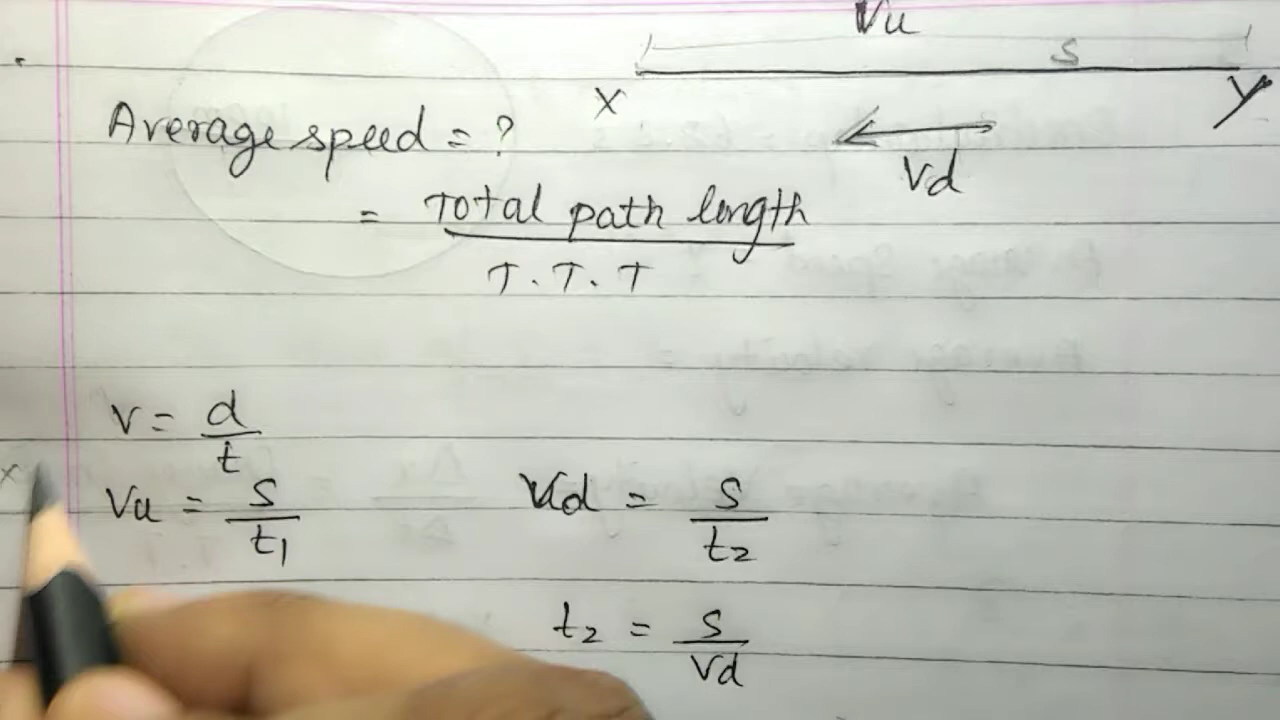 Vu
S
X Y
Average speed = ?
Vd
= Total path length
T.T.T
V = d/t
Vu = S/t1
Vd = S/t2
t2 = S/Vd